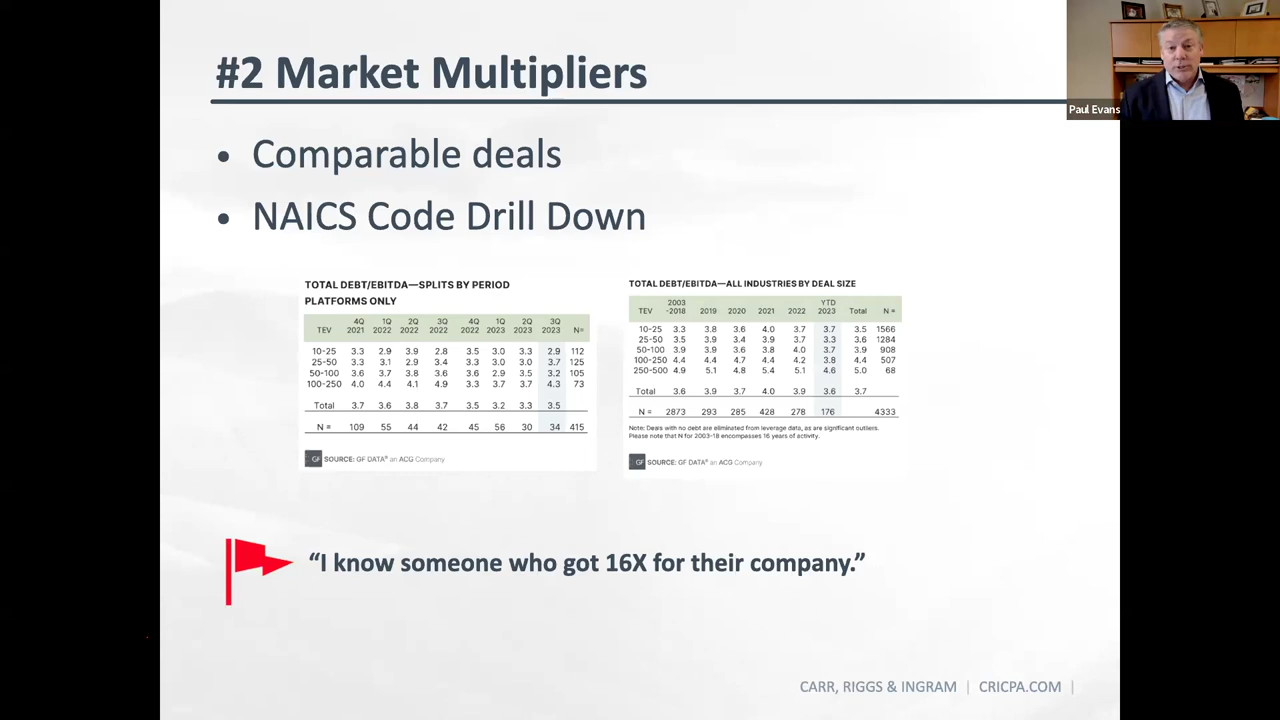 #2 Market Multipliers
Paul Evans
• Comparable deals
• NAICS Code Drill Down
TOTAL DEBT/EBITDA—SPLITS BY PERIOD
PLATFORMS ONLY
TEV 4Q 2021 1Q 2022 2Q 2022 3Q 2022 4Q 2022 1Q 2023 2Q 2023 3Q 2023 N=
10-25 3.3 2.9 3.9 2.8 3.5 3.0 3.3 2.9 112
25-50 3.3 3.1 2.9 3.4 3.3 3.0 3.0 3.7 125
50-100 3.6 3.7 3.8 3.6 3.6 2.9 3.5 3.2 105
100-250 4.0 4.4 4.1 4.9 3.3 3.7 3.7 4.3 73
Total 3.7 3.6 3.8 3.7 3.5 3.2 3.3 3.5
N = 109 55 44 42 45 56 30 34 415
GF SOURCE: GF DATA® an ACG Company
TOTAL DEBT/EBITDA—ALL INDUSTRIES BY DEAL SIZE
TEV 2003 -2018 2019 2020 2021 2022 YTD 2023 Total N =
10-25 3.3 3.8 3.6 4.0 3.7 3.7 3.5 1566
25-50 3.5 3.9 3.4 3.9 3.7 3.3 3.6 1284
50-100 3.9 3.9 3.6 3.8 4.0 3.7 3.9 908
100-250 4.4 4.4 4.7 4.4 4.2 3.8 4.4 507
250-500 4.9 5.1 4.8 5.4 5.1 4.6 5.0 68
Total 3.6 3.9 3.7 4.0 3.9 3.6 3.7
N = 2873 293 285 428 278 176 4333
Note: Deals with no debt are eliminated from leverage data, as are significant outliers.
Please note that N for 2003-18 encompasses 16 years of activity.
GF SOURCE: GF DATA® an ACG Company
“I know someone who got 16X for their company.”
CARR, RIGGS & INGRAM | CRICPA.COM |